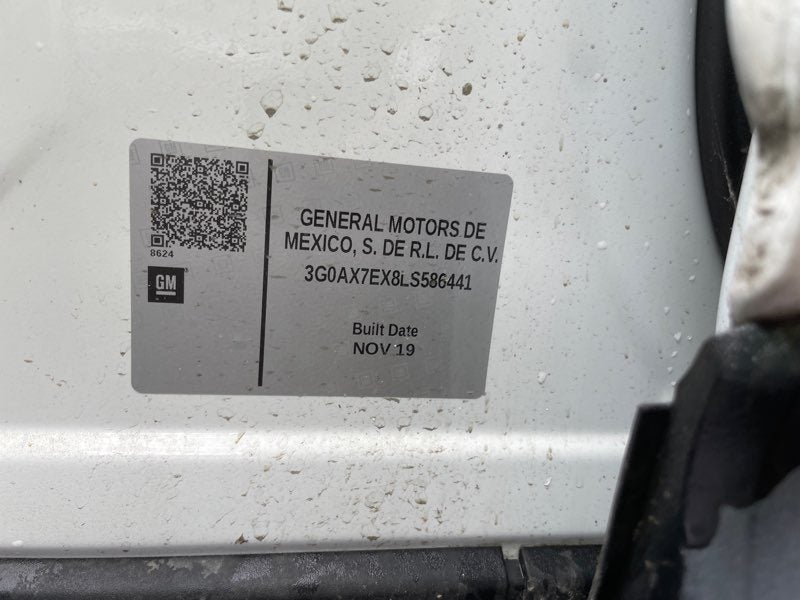 8624
GM
GENERAL MOTORS DE
MEXICO, S. DE R.L. DE C.V.
3G0AX7EX8LS586441
Built Date
NOV 19